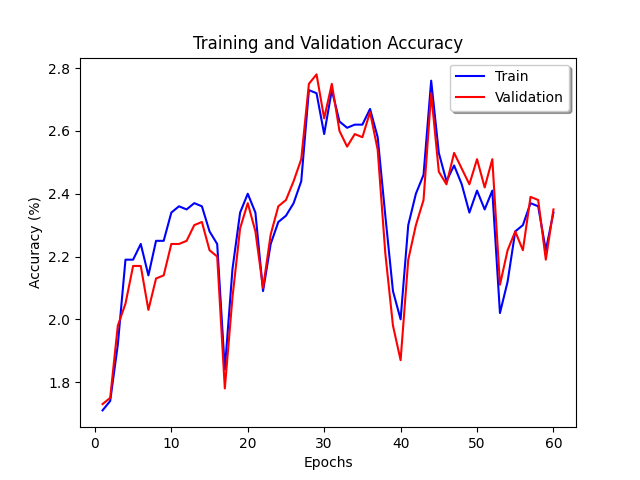 Training and Validation Accuracy
Train
Validation
Accuracy (%)
2.8
2.6
2.4
2.2
2.0
1.8
0 10 20 30 40 50 60
Epochs